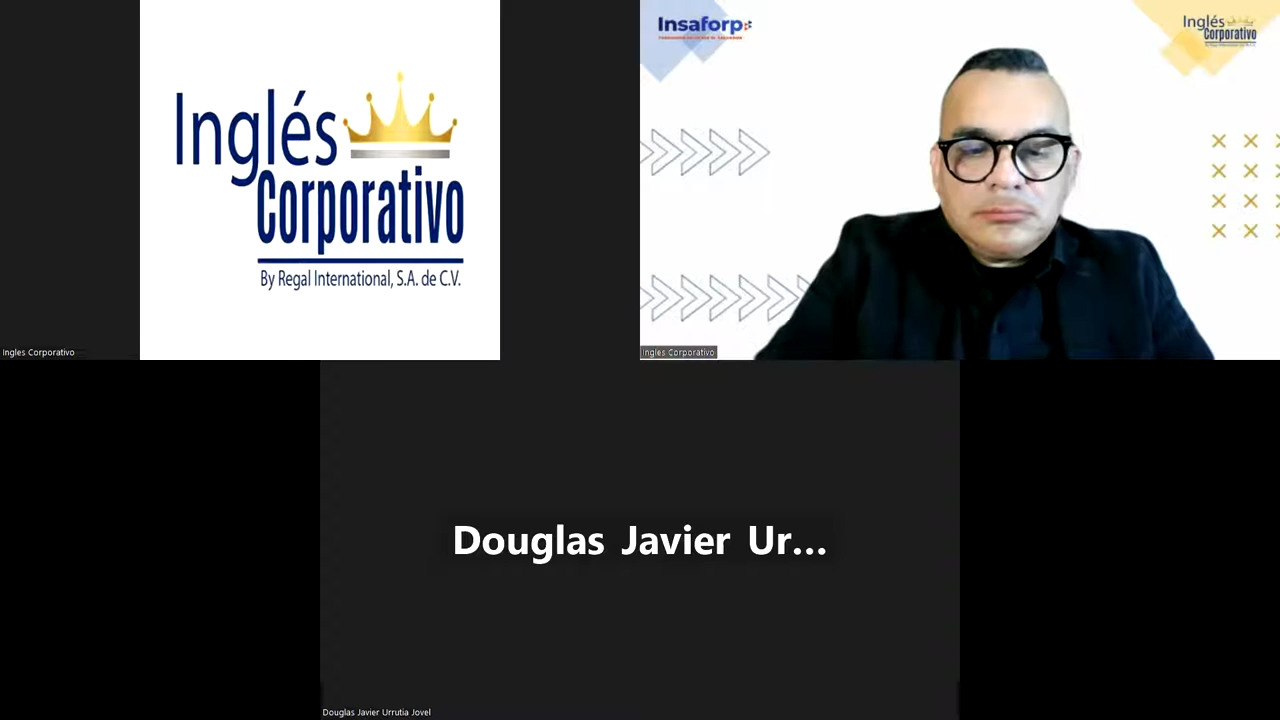 Inglés
Corporativo
By Regal International, S.A. de C.V.
Ingles Corporativo
Insaforp
Inglés
Corporativo
Ingles Corporativo
Douglas Javier Ur...
Douglas Javier Urrutia Jovel